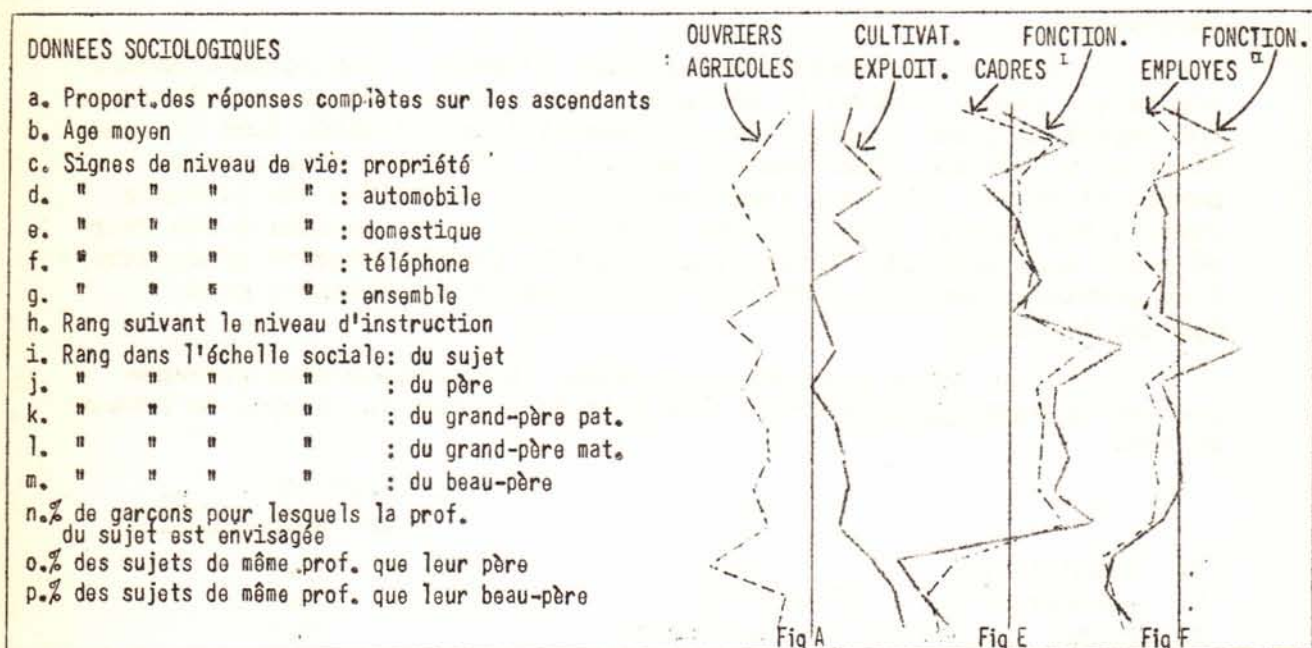 DONNEES SOCIOLOGIQUES
a. Proport.des réponses complètes sur les ascendants
b. Age moyen
c. Signes de niveau de vie: propriété
d. " " " " : automobile
e. " " " " : domestique
f. " " " " : téléphone
g. " " " " : ensemble
h. Rang suivant le niveau d'instruction
i. Rang dans l'échelle sociale: du sujet
j. " " " " : du père
k. " " " " : du grand-père pat.
l. " " " " : du grand-père mat.
m. " " " " : du beau-père
n.% de garçons pour lesquels la prof.
du sujet est envisagée
o.% des sujets de même prof. que leur père
p.% des sujets de même prof. que leur beau-père
OUVRIERS
AGRICOLES
CULTIVAT.
EXPLOIT.
FONCTION.
CADRES I
FONCTION.
EMPLOYES II
Fig A
Fig E
Fig F